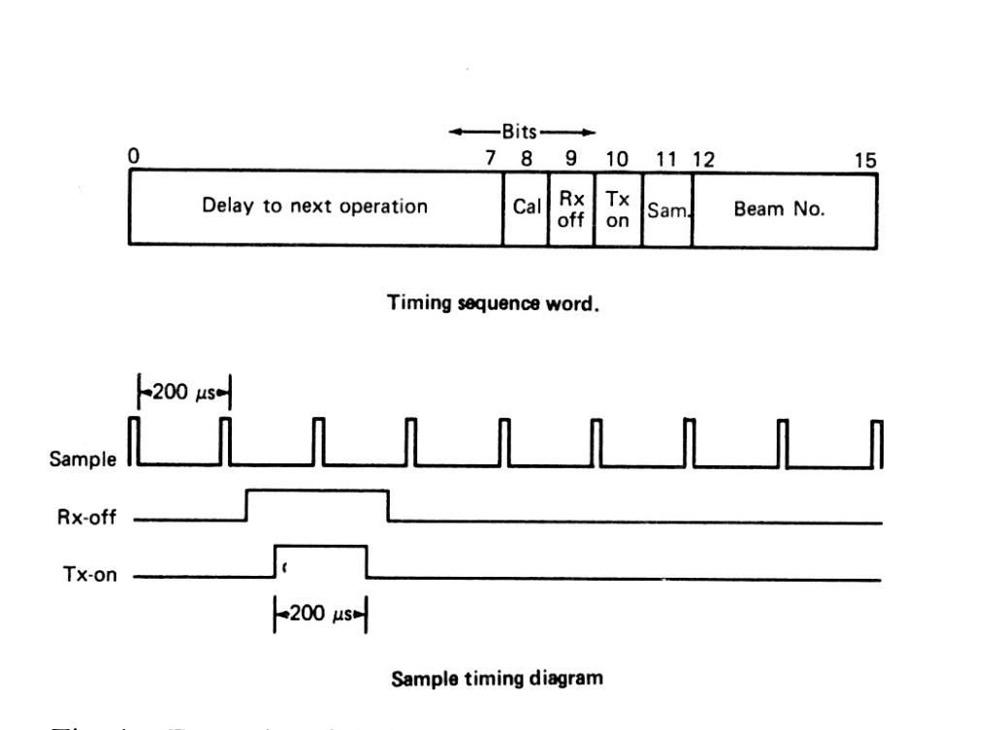 Bits
0 7 8 9 10 11 12 15
Delay to next operation Cal Rx off Tx on Sam. Beam No.
Timing sequence word.
200 μs
Sample
Rx-off
Tx-on
200 μs
Sample timing diagram